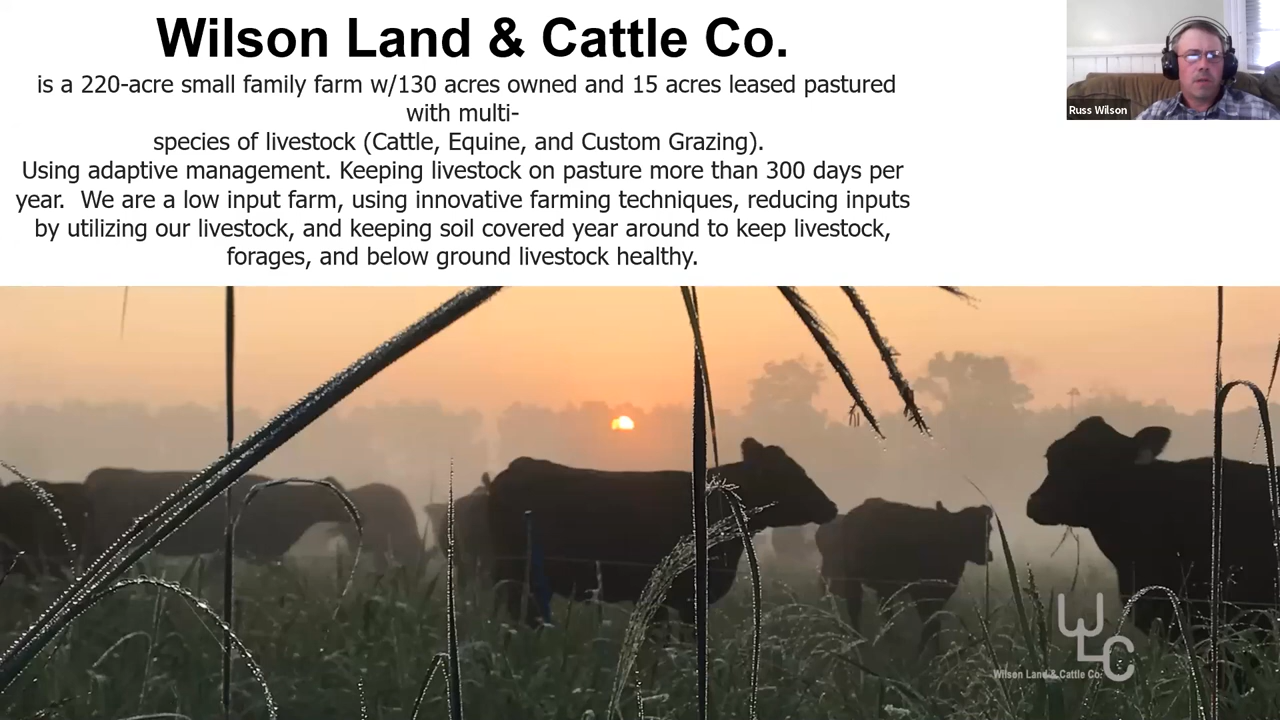 Wilson Land & Cattle Co.
is a 220-acre small family farm w/130 acres owned and 15 acres leased pastured
with multi-
species of livestock (Cattle, Equine, and Custom Grazing).
Using adaptive management. Keeping livestock on pasture more than 300 days per
year.  We are a low input farm, using innovative farming techniques, reducing inputs
by utilizing our livestock, and keeping soil covered year around to keep livestock,
forages, and below ground livestock healthy.
Russ Wilson
WLC
Wilson Land & Cattle Co.